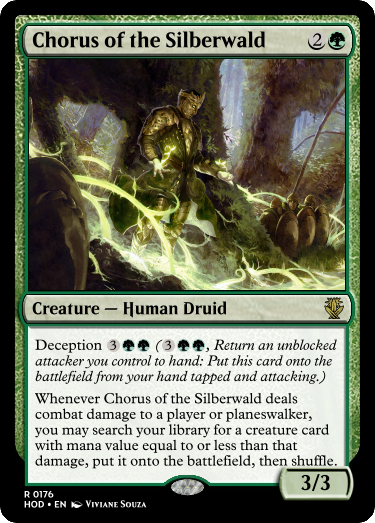 Chorus of the Silberwald 2
Creature — Human Druid
Deception 3 ( 3 , Return an unblocked
attacker you control to hand: Put this card onto the
battlefield from your hand tapped and attacking.)
Whenever Chorus of the Silberwald deals
combat damage to a player or planeswalker,
you may search your library for a creature card
with mana value equal to or less than that
damage, put it onto the battlefield, then shuffle.
3/3
R 0176
HOD • EN Viviane Souza